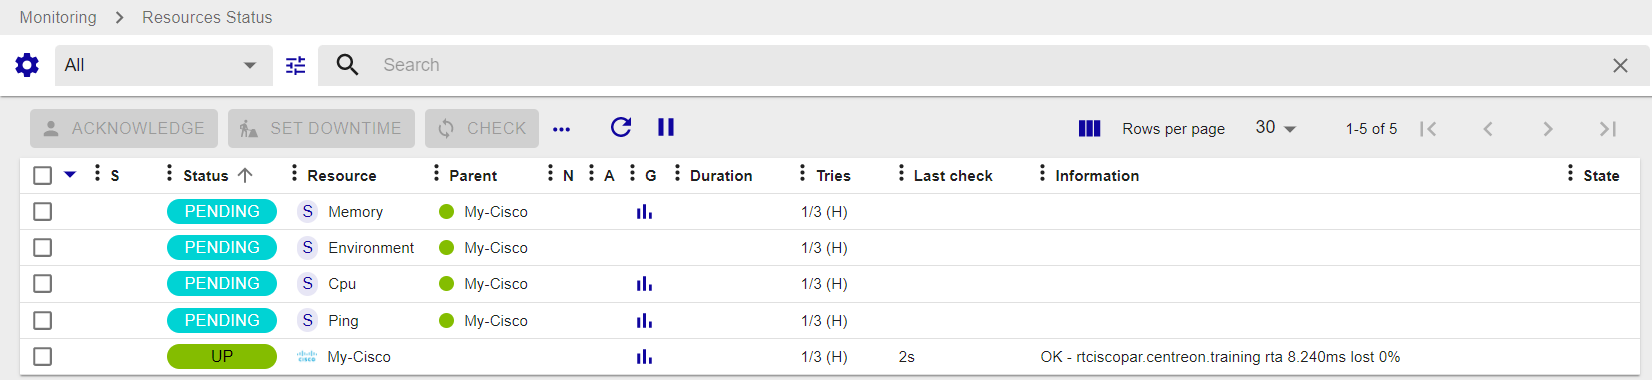 Monitoring Resources Status
All Search
ACKNOWLEDGE SET DOWNTIME CHECK Rows per page 30 1-5 of 5
S Status Resource Parent N A G Duration Tries Last check Information State
PENDING S Memory My-Cisco 1/3 (H)
PENDING S Environment My-Cisco 1/3 (H)
PENDING S Cpu My-Cisco 1/3 (H)
PENDING S Ping My-Cisco 1/3 (H)
UP cisco My-Cisco 1/3 (H) 2s OK - rtciscopar.centreon.training rta 8.240ms lost 0%